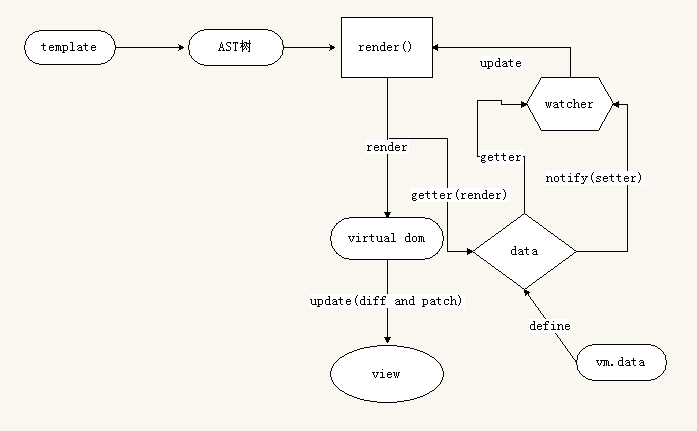 template
AST树
render()
update
watcher
render
getter
notify(setter)
getter(render)
virtual dom
data
update(diff and patch)
define
view
vm.data